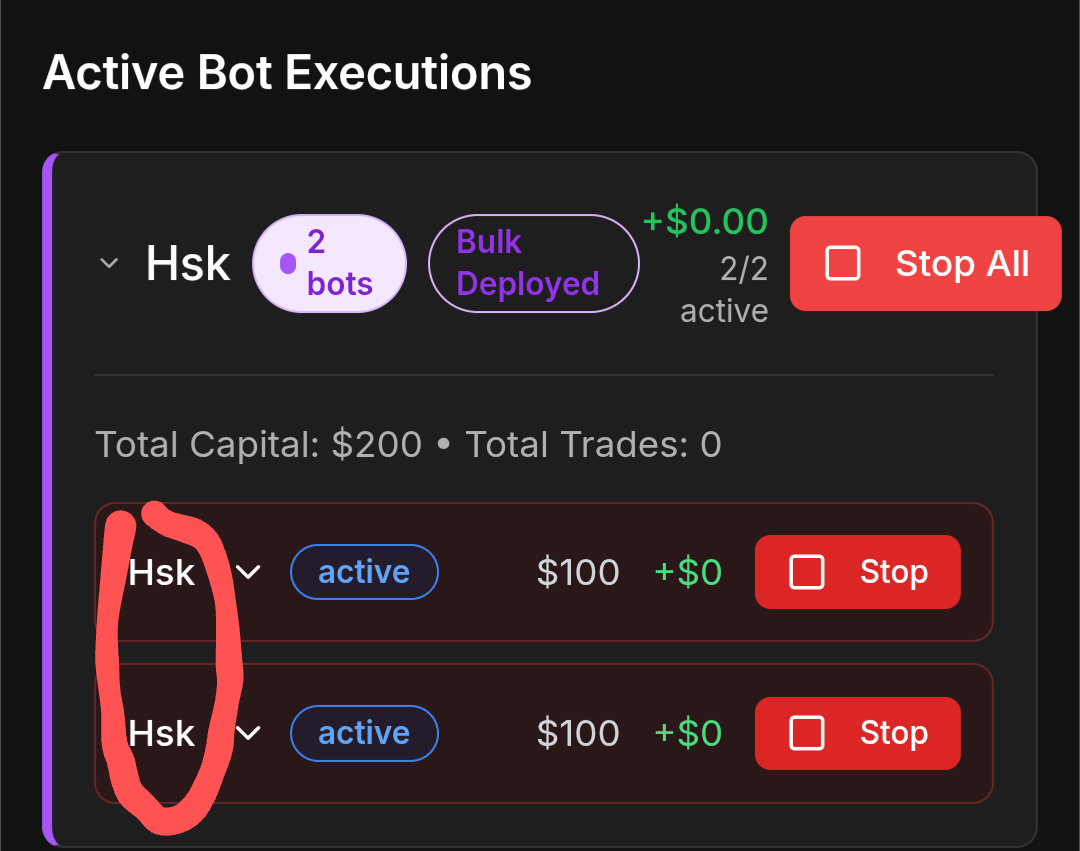 Active Bot Executions
Hsk
2
bots
Bulk
Deployed
+$0.00
2/2
active
Stop All
Total Capital: $200 • Total Trades: 0
Hsk active $100 +$0 Stop
Hsk active $100 +$0 Stop